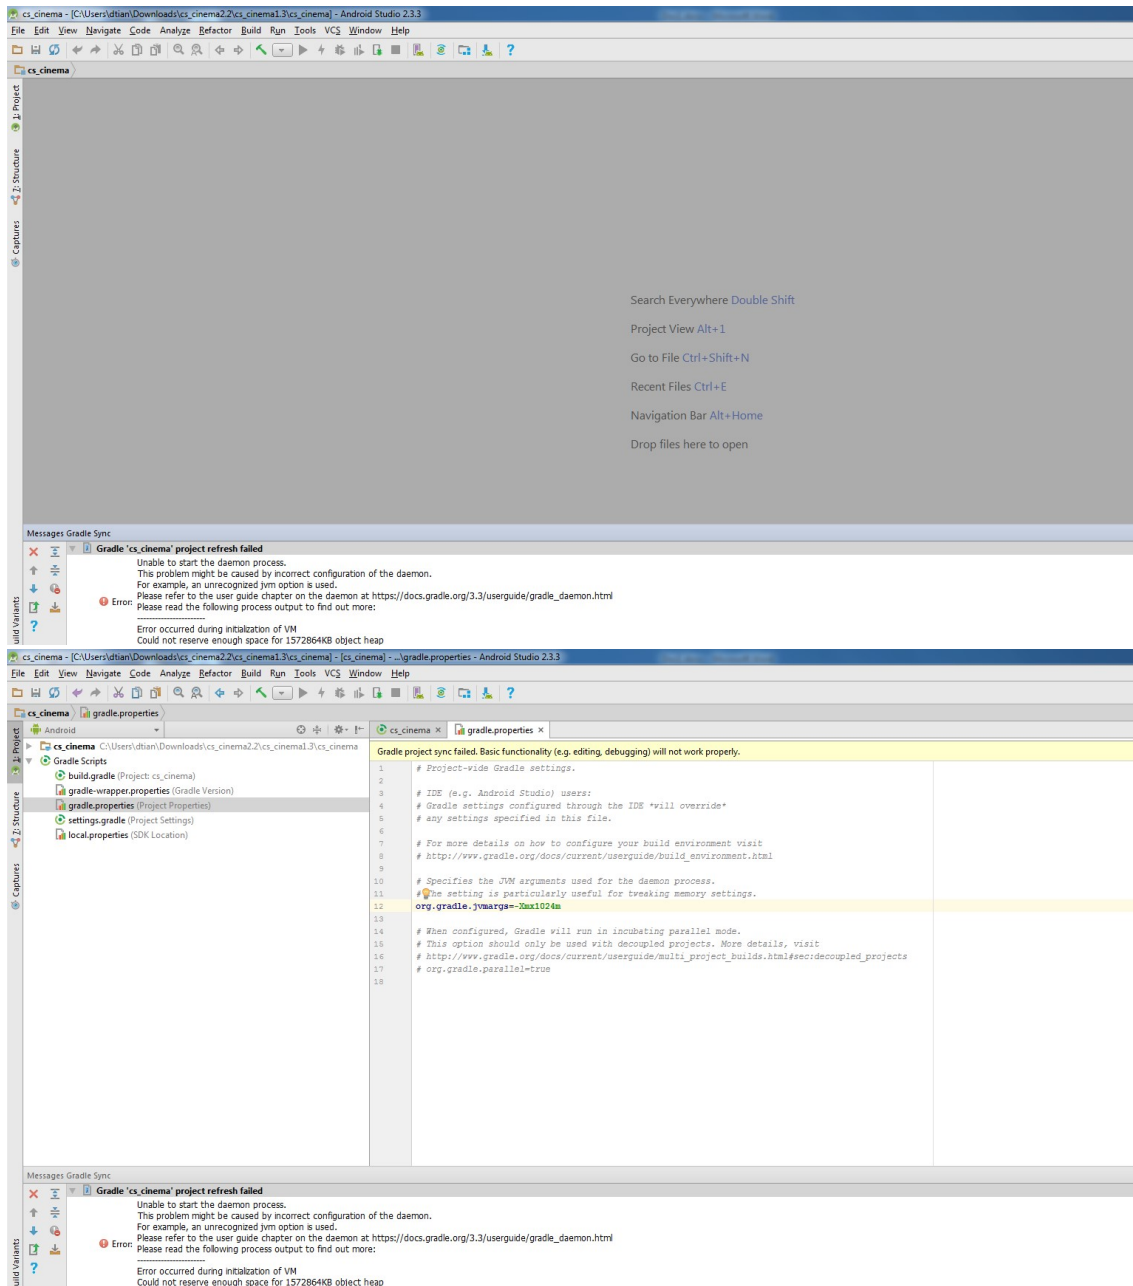 cs_cinema - [C:\Users\dtian\Downloads\cs_cinema2.2\cs_cinema1.3\cs_cinema] - Android Studio 2.3.3
File Edit View Navigate Code Analyze Refactor Build Run Tools VCS Window Help
cs_cinema
1: Project
7: Structure
Captures
Search Everywhere Double Shift
Project View Alt+1
Go to File Ctrl+Shift+N
Recent Files Ctrl+E
Navigation Bar Alt+Home
Drop files here to open
Messages Gradle Sync
Gradle 'cs_cinema' project refresh failed
Unable to start the daemon process.
This problem might be caused by incorrect configuration of the daemon.
For example, an unrecognized jvm option is used.
Please refer to the user guide chapter on the daemon at https://docs.gradle.org/3.3/userguide/gradle_daemon.html
Error: Please read the following process output to find out more:
-----------------------
Error occurred during initialization of VM
Could not reserve enough space for 1572864KB object heap
uild Variants
cs_cinema - [C:\Users\dtian\Downloads\cs_cinema2.2\cs_cinema1.3\cs_cinema] - [cs_cinema] - ...\gradle.properties - Android Studio 2.3.3
File Edit View Navigate Code Analyze Refactor Build Run Tools VCS Window Help
cs_cinema gradle.properties
1: Project
7: Structure
Captures
Android
cs_cinema C:\Users\dtian\Downloads\cs_cinema2.2\cs_cinema1.3\cs_cinema
Gradle Scripts
build.gradle (Project: cs_cinema)
gradle-wrapper.properties (Gradle Version)
gradle.properties (Project Properties)
settings.gradle (Project Settings)
local.properties (SDK Location)
cs_cinema × gradle.properties ×
Gradle project sync failed. Basic functionality (e.g. editing, debugging) will not work properly.
1 # Project-wide Gradle settings.
2
3 # IDE (e.g. Android Studio) users:
4 # Gradle settings configured through the IDE *will override*
5 # any settings specified in this file.
6
7 # For more details on how to configure your build environment visit
8 # http://www.gradle.org/docs/current/userguide/build_environment.html
9
10 # Specifies the JVM arguments used for the daemon process.
11 # The setting is particularly useful for tweaking memory settings.
12 org.gradle.jvmargs=-Xmx1024m
13
14 # When configured, Gradle will run in incubating parallel mode.
15 # This option should only be used with decoupled projects. More details, visit
16 # http://www.gradle.org/docs/current/userguide/multi_project_builds.html#sec:decoupled_projects
17 # org.gradle.parallel=true
18
Messages Gradle Sync
Gradle 'cs_cinema' project refresh failed
Unable to start the daemon process.
This problem might be caused by incorrect configuration of the daemon.
For example, an unrecognized jvm option is used.
Please refer to the user guide chapter on the daemon at https://docs.gradle.org/3.3/userguide/gradle_daemon.html
Error: Please read the following process output to find out more:
-----------------------
Error occurred during initialization of VM
Could not reserve enough space for 1572864KB object heap
uild Variants